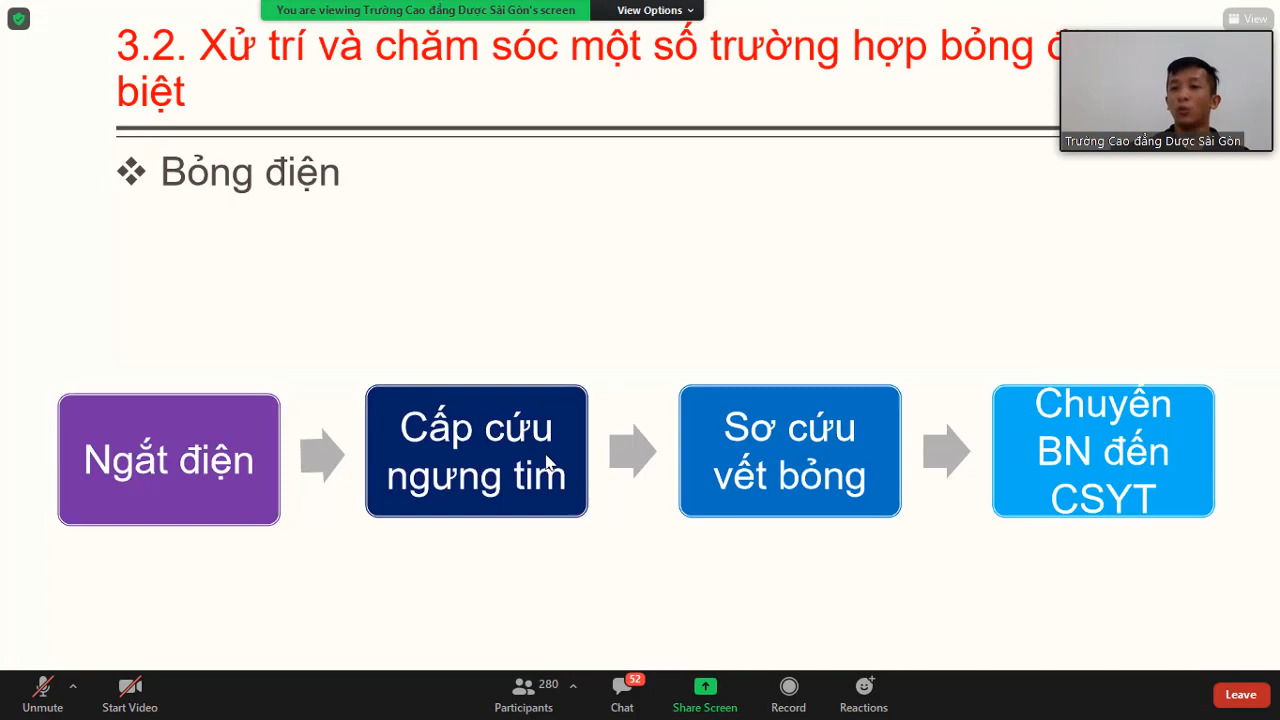 You are viewing Trường Cao đẳng Dược Sài Gòn's screen
View Options
View
3.2. Xử trí và chăm sóc một số trường hợp bỏng
biệt
Trường Cao đẳng Dược Sài Gòn
❖ Bỏng điện
Ngắt điện
Cấp cứu
ngưng tim
Sơ cứu
vết bỏng
Chuyển
BN đến
CSYT
Unmute
Start Video
280
Participants
52
Chat
Share Screen
Record
Reactions
Leave